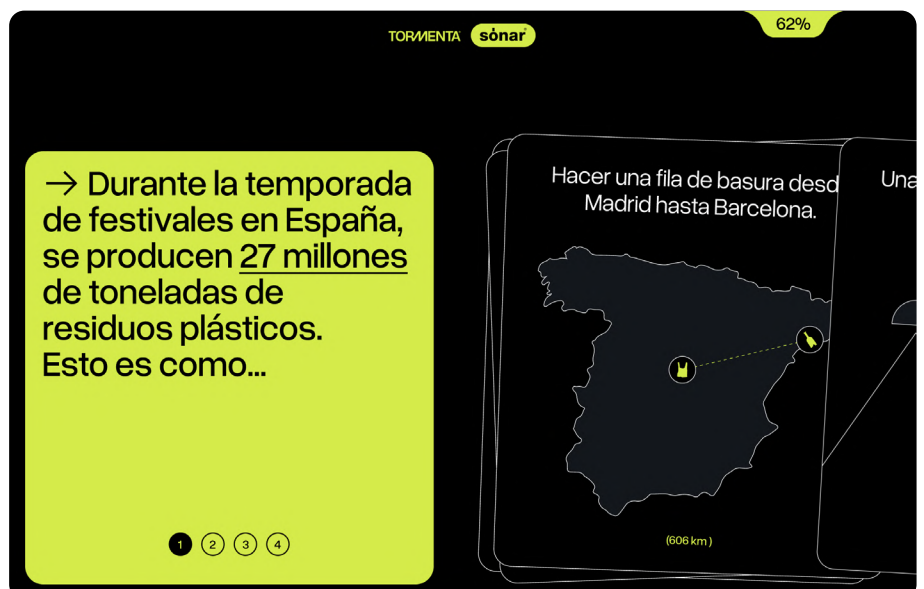 TORMENTA sónar
62%
→ Durante la temporada
de festivales en España,
se producen 27 millones
de toneladas de
residuos plásticos.
Esto es como...
1 2 3 4
Hacer una fila de basura desd
Madrid hasta Barcelona.
(606 km)
Una